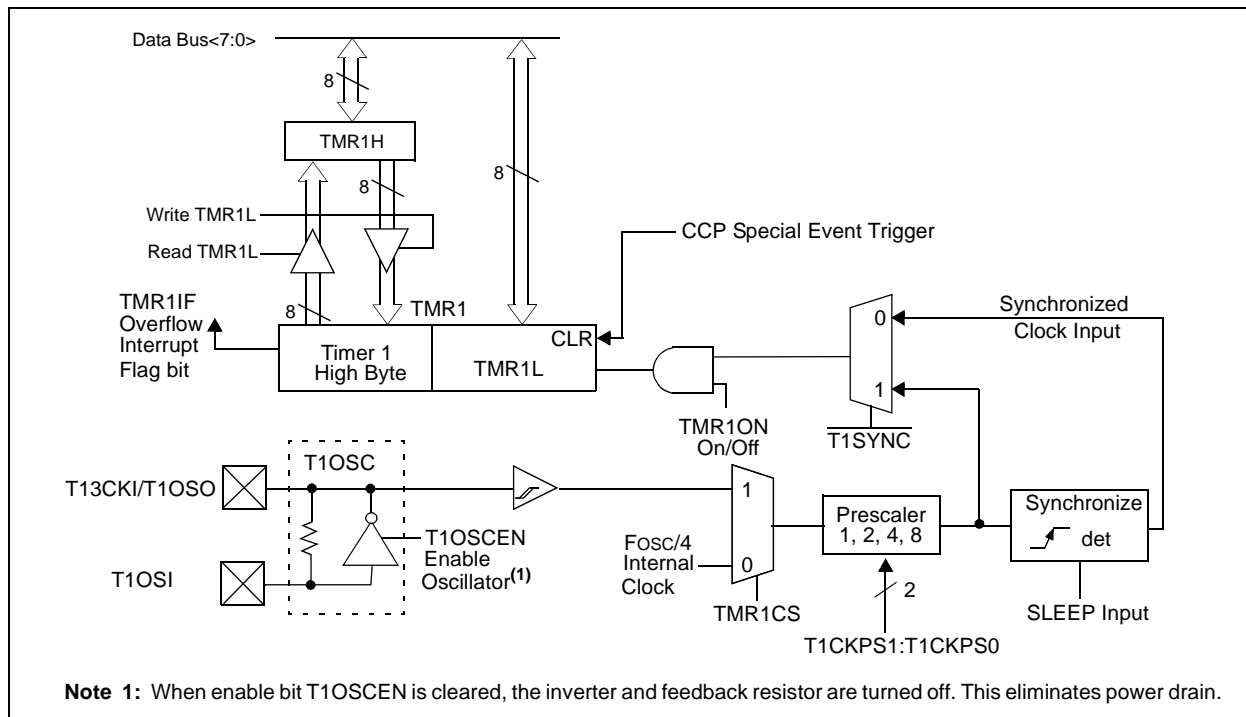 Data Bus<7:0>
8
TMR1H
8
8
Write TMR1L
Read TMR1L
CCP Special Event Trigger
8
TMR1
TMR1IF
Overflow
Interrupt
Flag bit
Timer 1
High Byte
TMR1L
CLR
0
1
Synchronized
Clock Input
TMR1ON
On/Off
T1SYNC
T1OSC
T13CKI/T1OSO
T1OSI
T1OSCEN
Enable
Oscillator(1)
FOSC/4
Internal
Clock
1
0
TMR1CS
Prescaler
1, 2, 4, 8
2
T1CKPS1:T1CKPS0
Synchronize
det
SLEEP Input
Note 1: When enable bit T1OSCEN is cleared, the inverter and feedback resistor are turned off. This eliminates power drain.